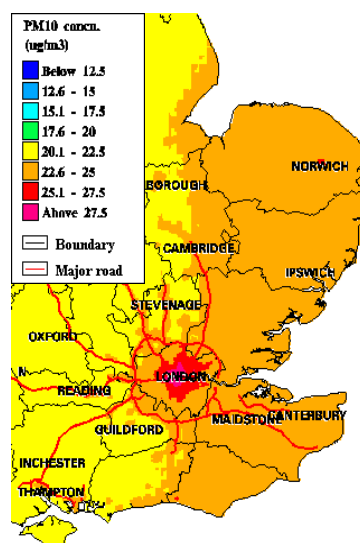 PM10 concn.
(ug/m3)
Below 12.5
12.6 - 15
15.1 - 17.5
17.6 - 20
20.1 - 22.5
22.6 - 25
25.1 - 27.5
Above 27.5
Boundary
Major road
NORWICH
BOROUGH
CAMBRIDGE
IPSWICH
STEVENAGE
OXFORD
N
LONDON
READING
CANTERBURY
MAIDSTONE
GUILDFORD
INCHESTER
THAMPTON